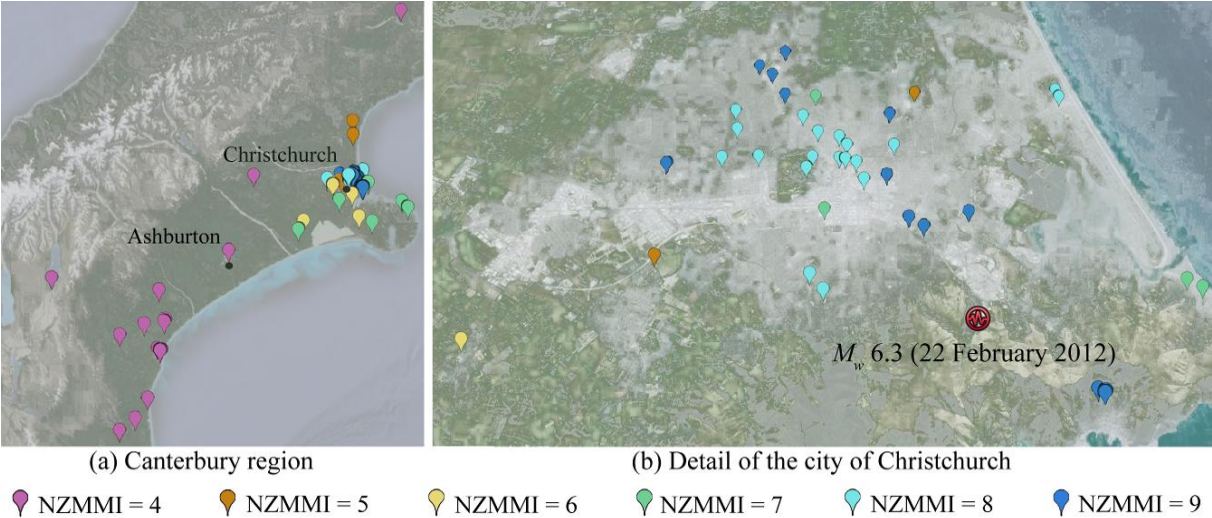 Christchurch
Ashburton
Mw 6.3 (22 February 2012)
(a) Canterbury region
(b) Detail of the city of Christchurch
NZMMI = 4
NZMMI = 5
NZMMI = 6
NZMMI = 7
NZMMI = 8
NZMMI = 9